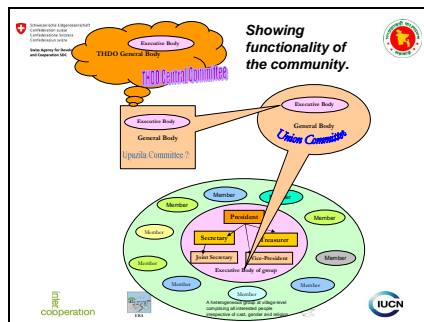 Schweizerische Eidgenossenschaft
Confédération suisse
Confederazione Svizzera
Confederaziun svizra
Swiss Agency for Development
and Cooperation SDC
Executive Body
THDO General Body
THDO Central Committee
Showing
functionality of
the community.
Executive Body
General Body
Upazila Committee ?
Executive Body
General Body
Union Committee
Member
Member
Member
Member
Member
Member
Member
Member
Member
Member
Member
Member
President
Secretary
Treasurer
Joint Secretary
Vice-President
Executive Body of group
A heterogeneous group at village level
comprising all interested people
irrespective of cast, gender and religion
inter
cooperation
IUCN